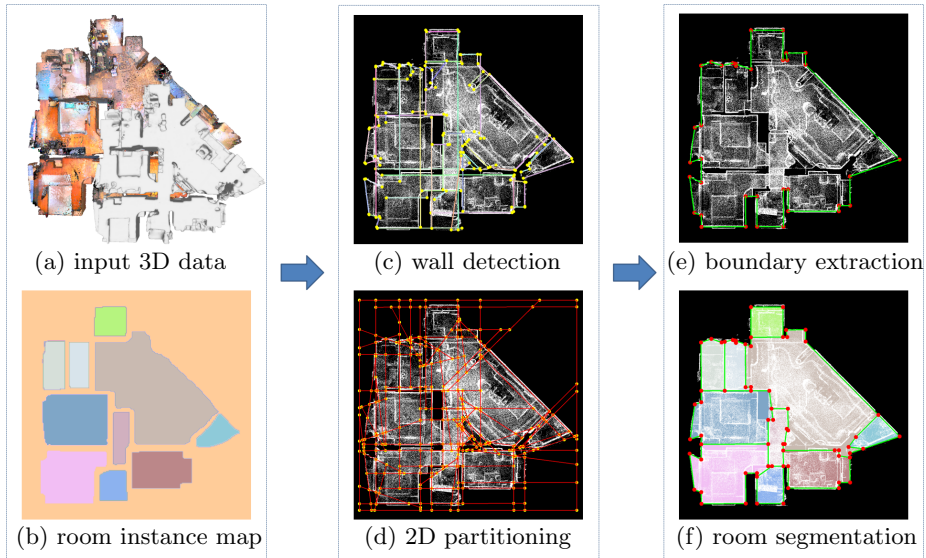 (a) input 3D data
(c) wall detection
(e) boundary extraction
(b) room instance map
(d) 2D partitioning
(f) room segmentation